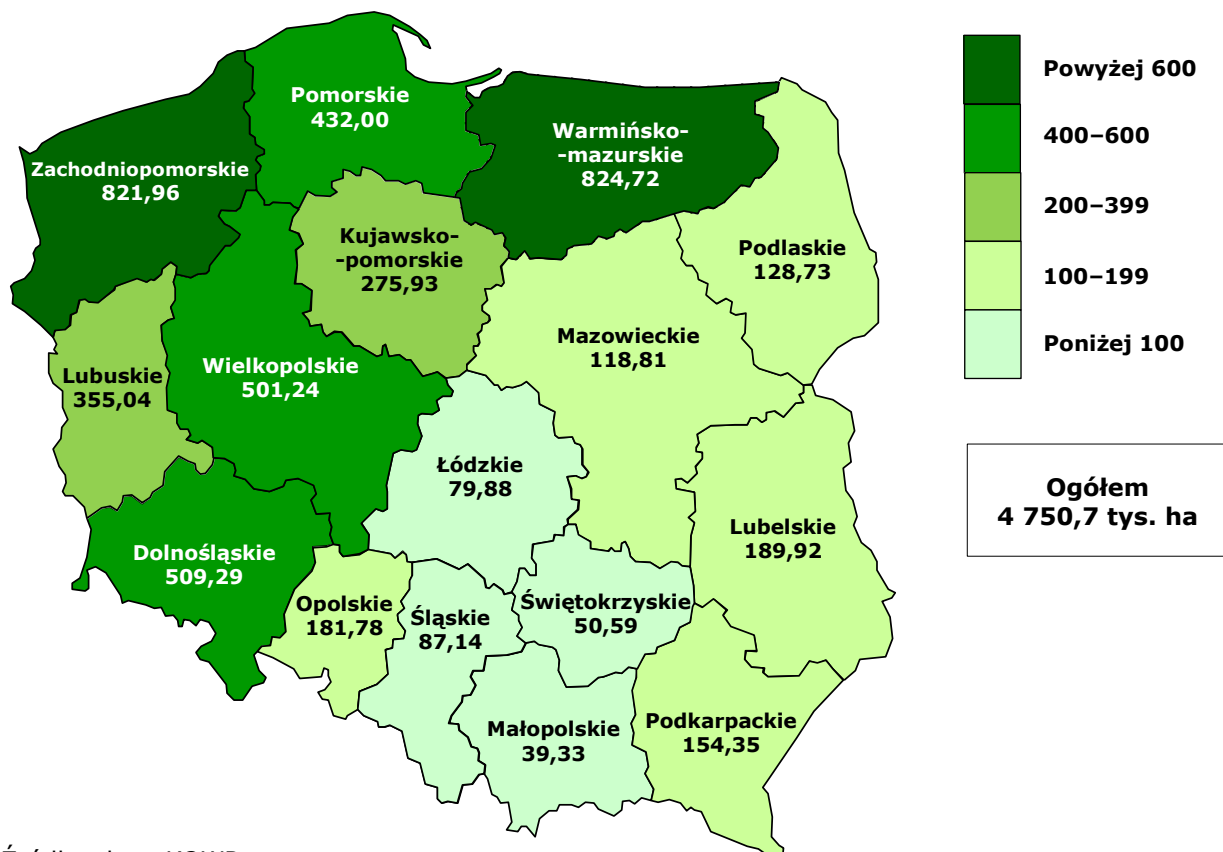 Pomorskie
432,00
Warmińsko-
-mazurskie
824,72
Zachodniopomorskie
821,96
Kujawsko-
-pomorskie
275,93
Podlaskie
128,73
Mazowieckie
118,81
Wielkopolskie
501,24
Lubuskie
355,04
Łódzkie
79,88
Lubelskie
189,92
Dolnośląskie
509,29
Opolskie
181,78
Śląskie
87,14
Świętokrzyskie
50,59
Małopolskie
39,33
Podkarpackie
154,35
Powyżej 600
400–600
200–399
100–199
Poniżej 100
Ogółem
4 750,7 tys. ha